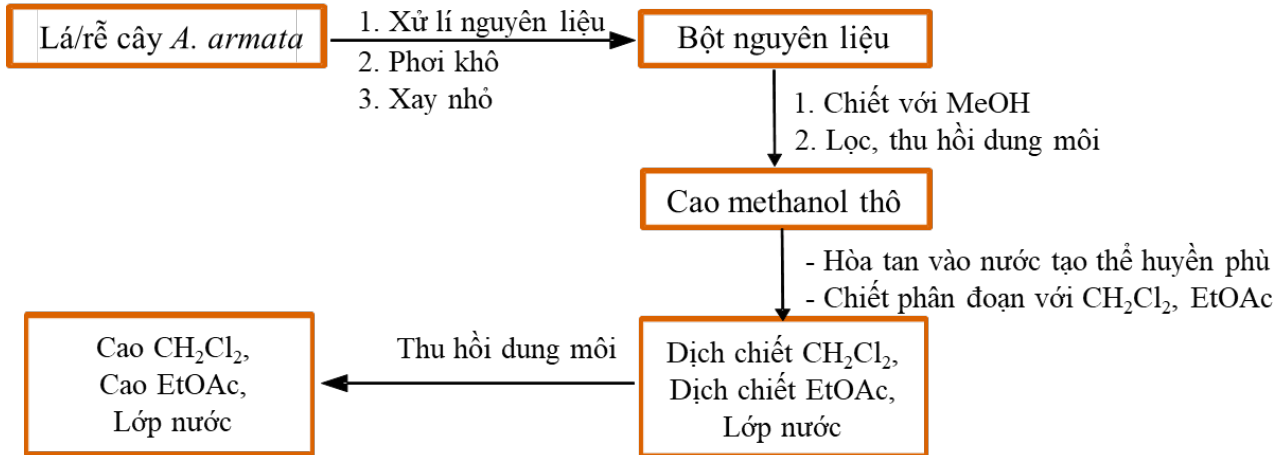 Lá/rễ cây A. armata
1. Xử lí nguyên liệu
2. Phơi khô
3. Xay nhỏ
Bột nguyên liệu
1. Chiết với MeOH
2. Lọc, thu hồi dung môi
Cao methanol thô
- Hòa tan vào nước tạo thể huyền phù
- Chiết phân đoạn với CH₂Cl₂, EtOAc
Dịch chiết CH₂Cl₂,
Dịch chiết EtOAc,
Lớp nước
Thu hồi dung môi
Cao CH₂Cl₂,
Cao EtOAc,
Lớp nước